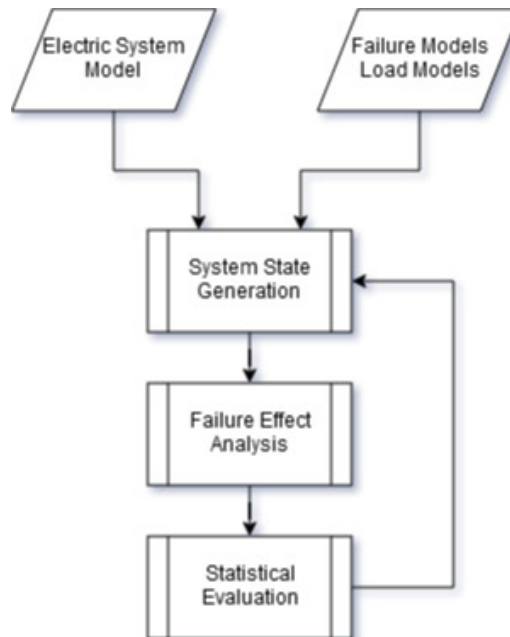 Electric System
Model
Failure Models
Load Models
System State
Generation
Failure Effect
Analysis
Statistical
Evaluation